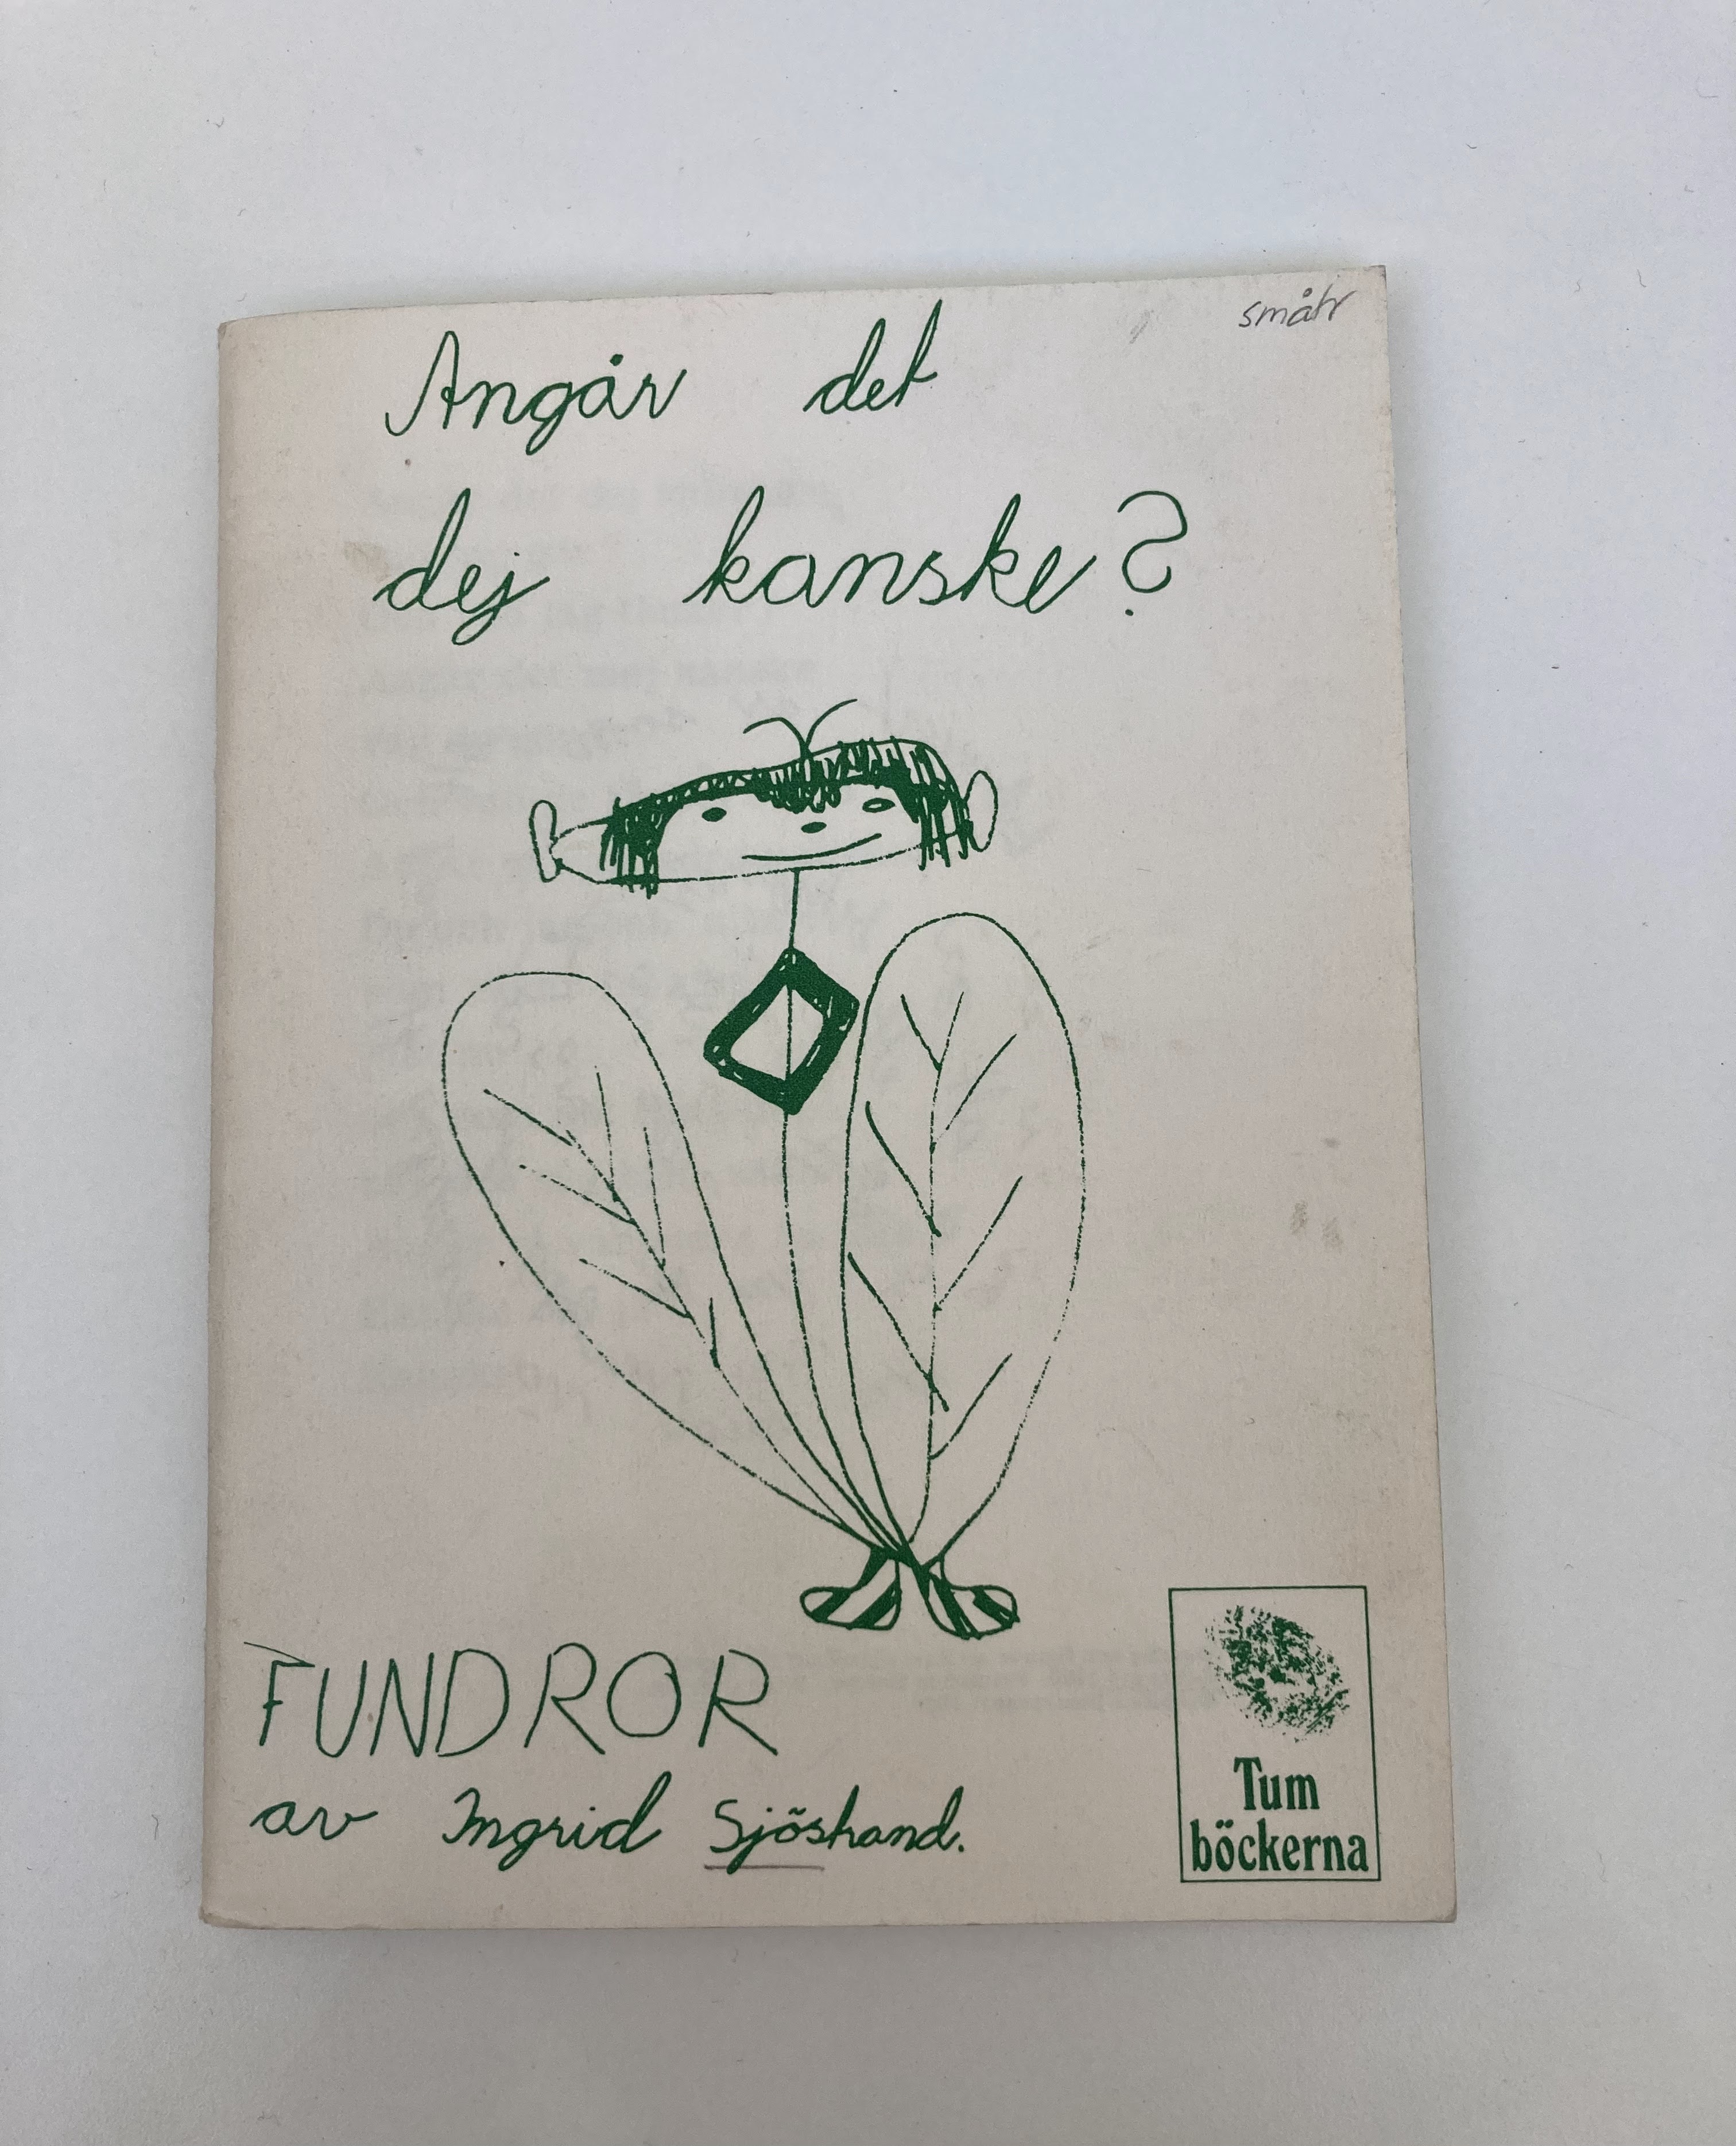 småtr
Angår det
dej kanske?
FUNDROR
av Ingrid Sjöstrand.
Tum
böckerna